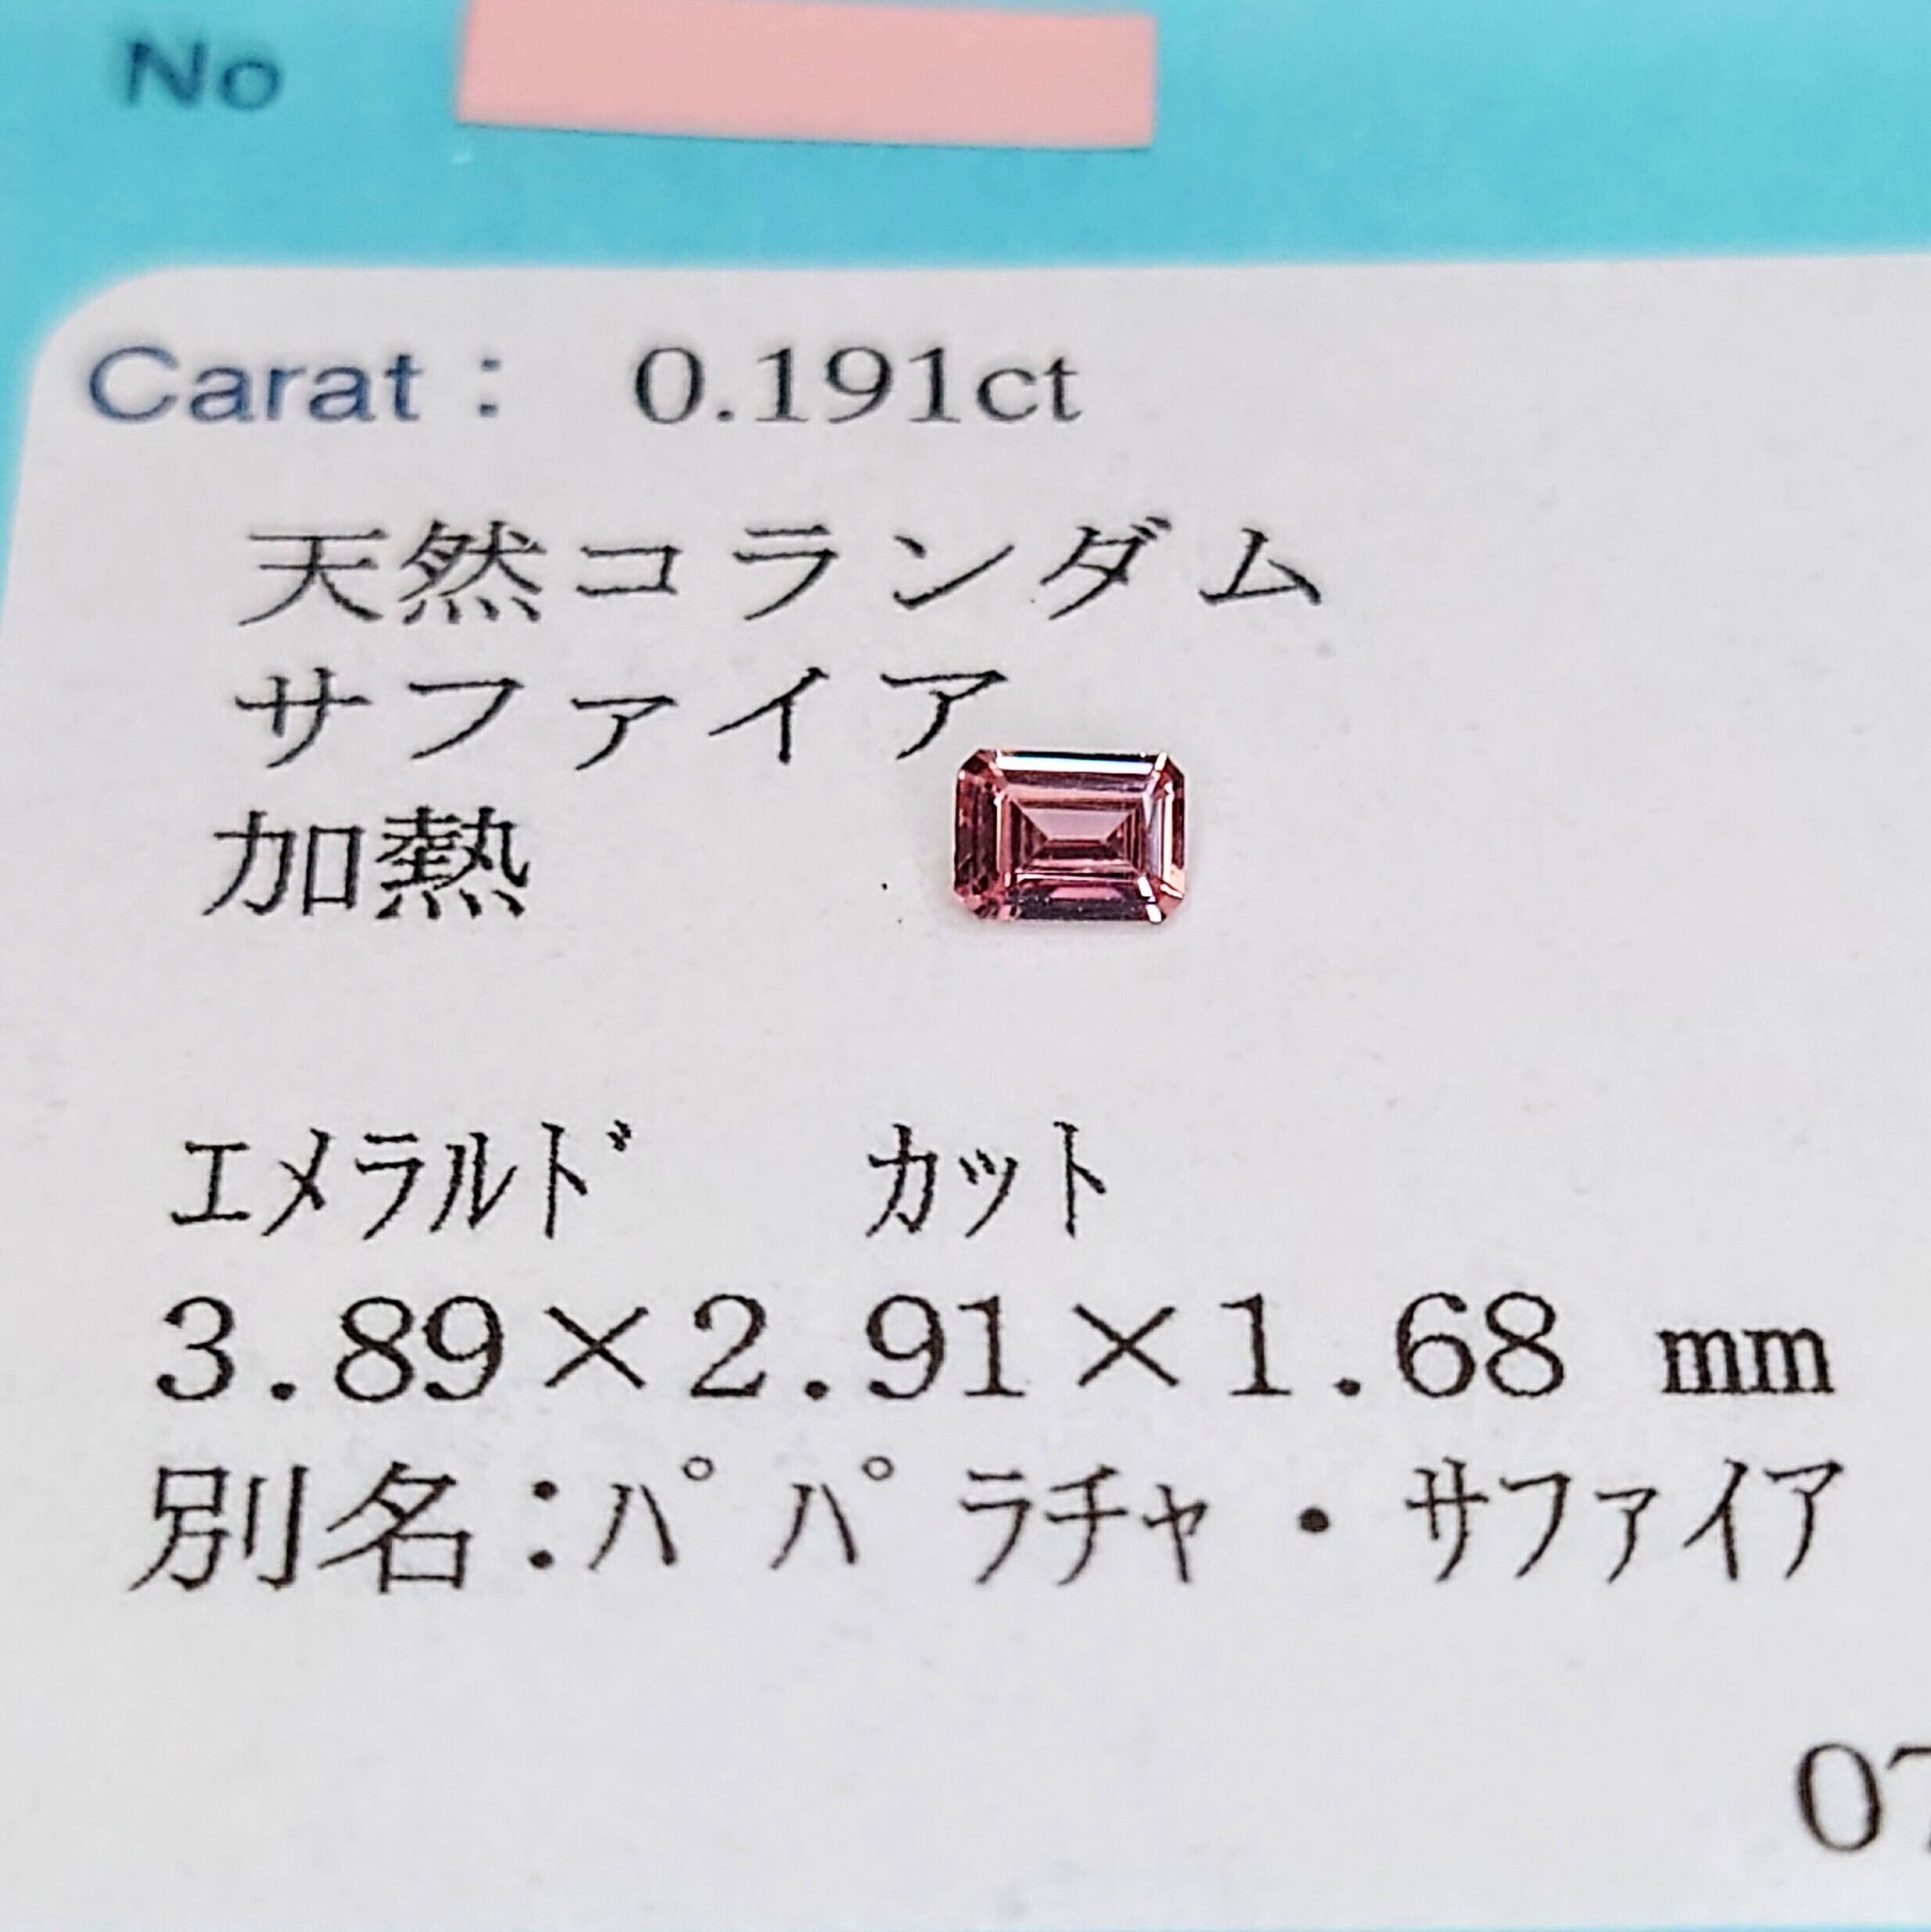 No
Carat : 0.191ct
天然コランダム
サファイア
加熱
ｴﾒﾗﾙﾄﾞ ｶｯﾄ
3.89×2.91×1.68 mm
別名:ﾊﾟﾊﾟﾗﾁｬ・ｻﾌｧｲｱ
07